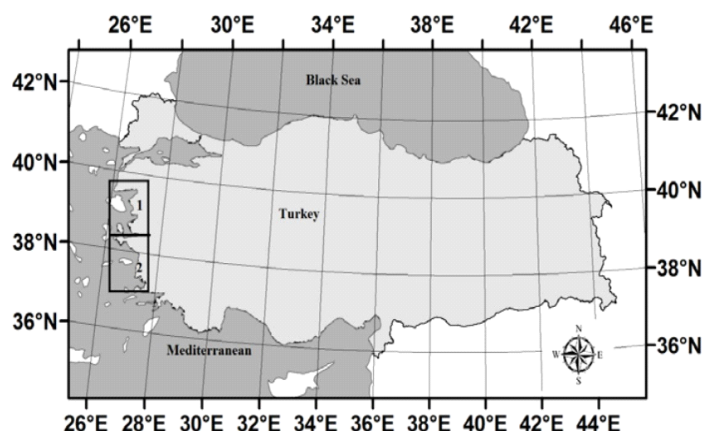 26°E 30°E 34°E 38°E 42°E 46°E
Black Sea
42°N 42°N
40°N 40°N
1
Turkey
38°N 38°N
2
36°N 36°N
Mediterranean
N
W E
S
26°E 28°E 30°E 32°E 34°E 36°E 38°E 40°E 42°E 44°E